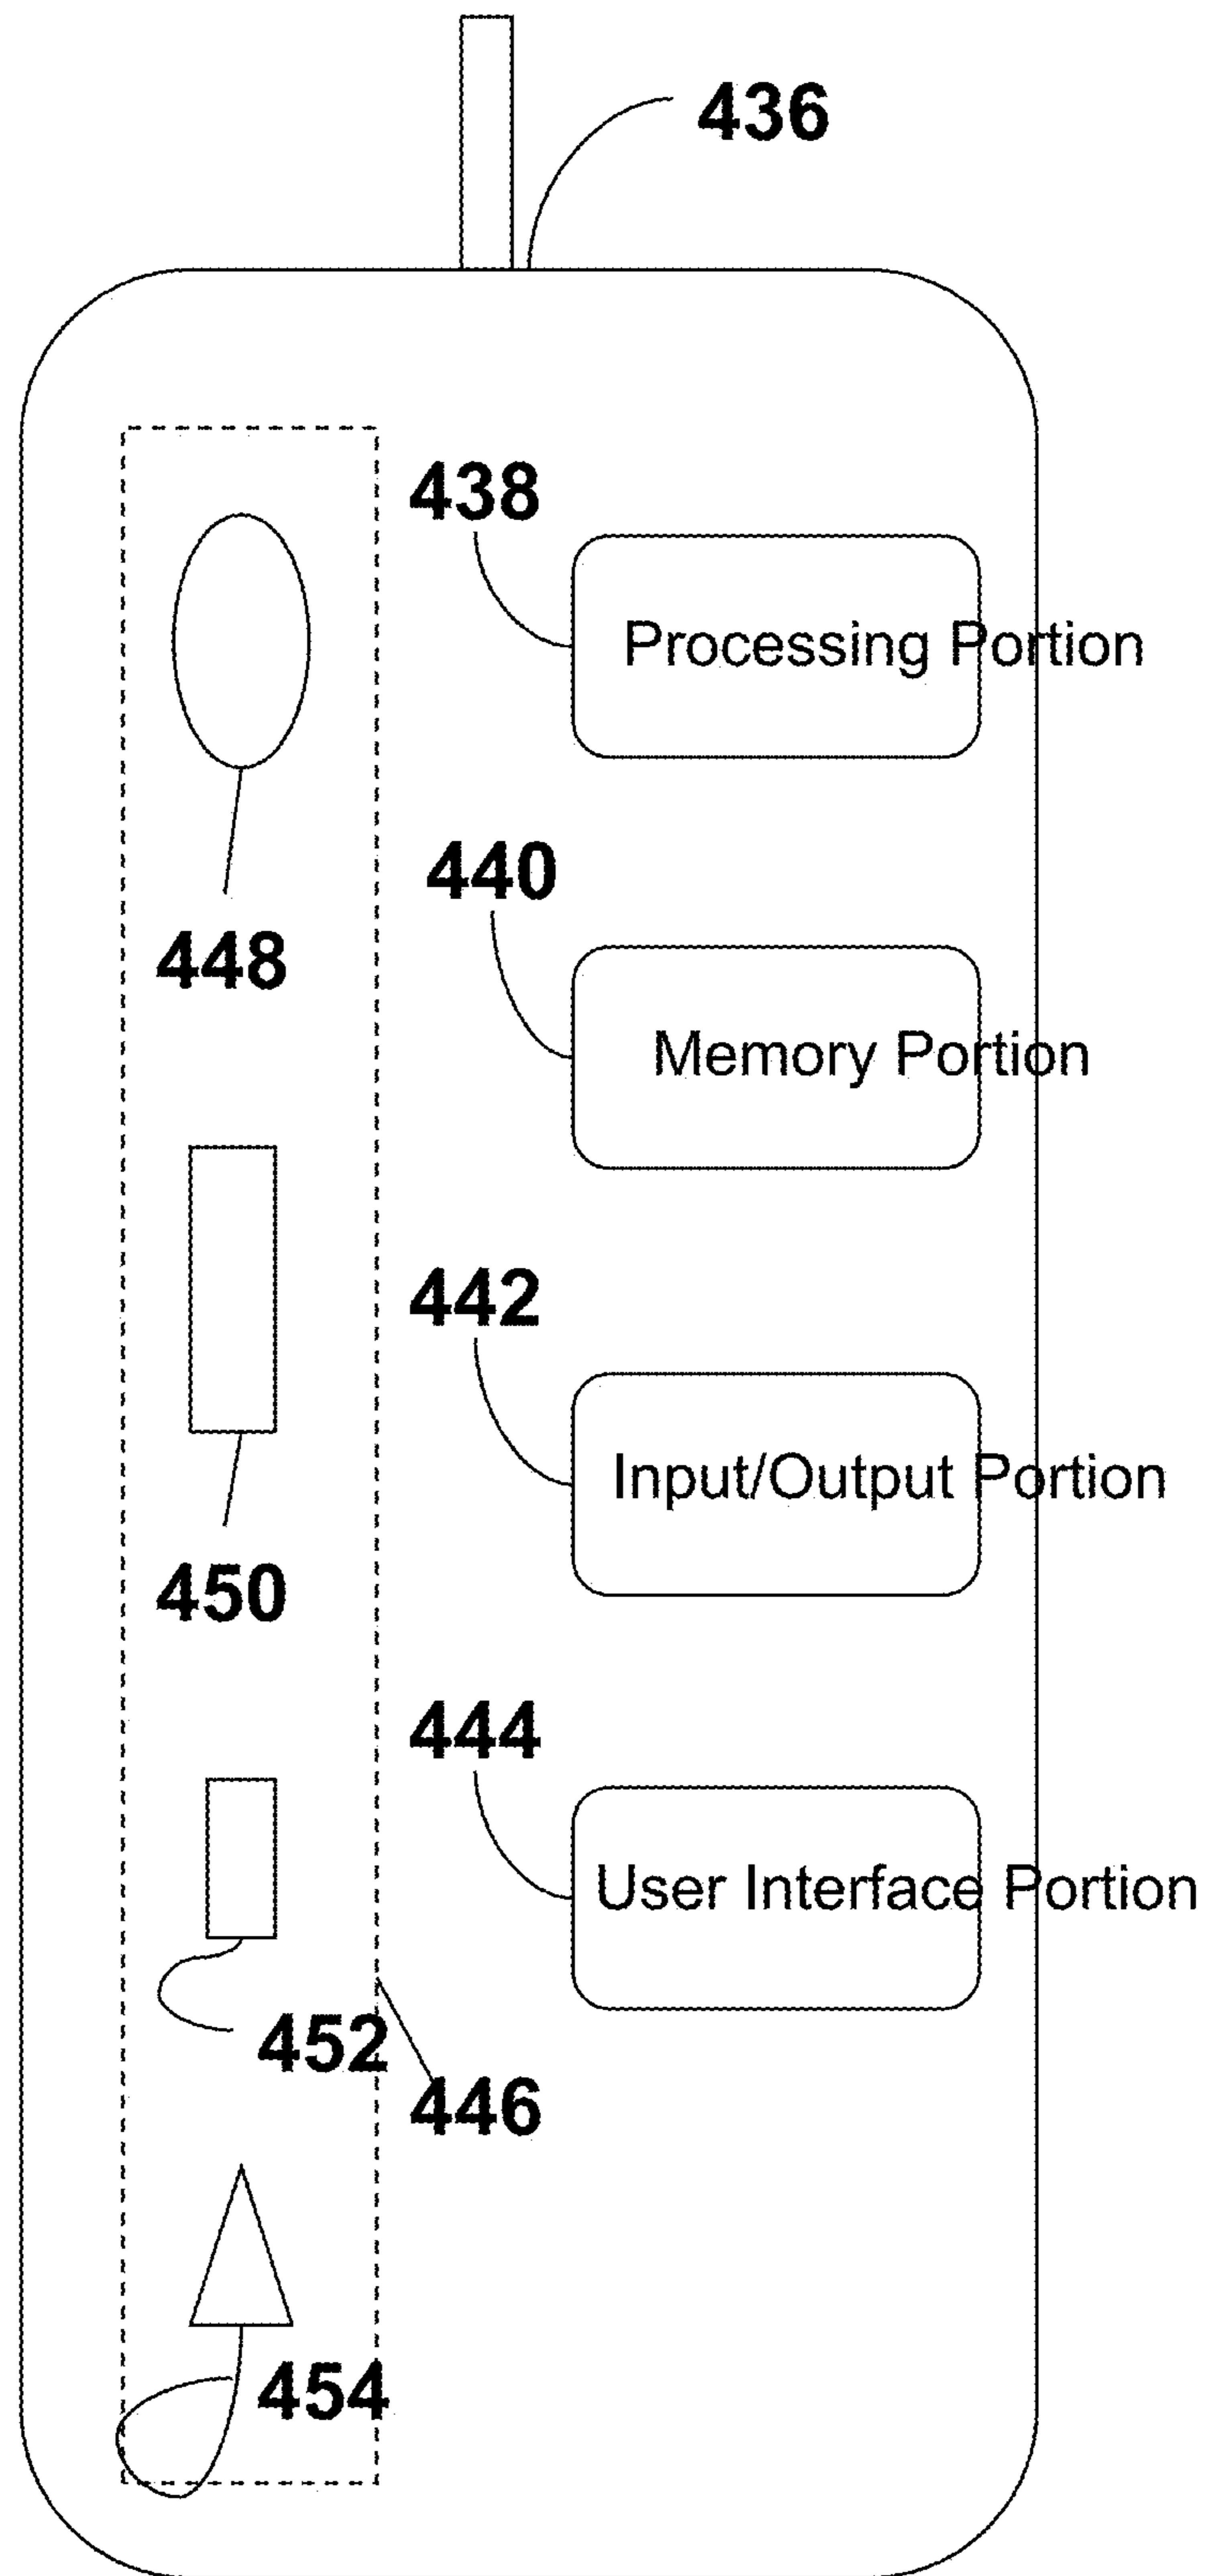 436
438
Processing Portion
440
448
Memory Portion
442
Input/Output Portion
450
444
User Interface Portion
452
446
454